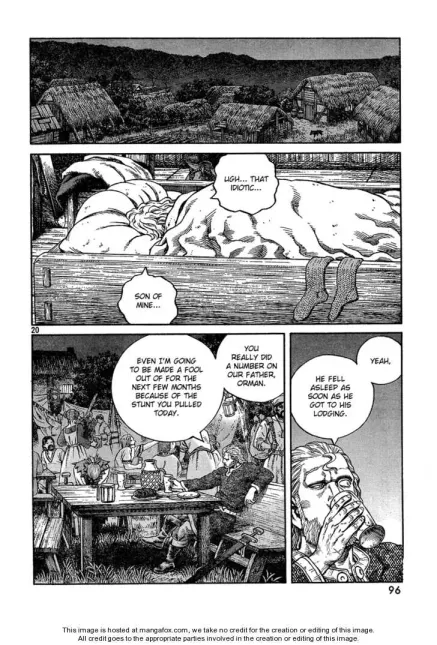 UGH... THAT
IDIOTIC...
SON OF
MINE...
20
YOU
REALLY DID
A NUMBER ON
OUR FATHER,
ORMAN.
EVEN I'M GOING
TO BE MADE A FOOL
OUT OF FOR THE
NEXT FEW MONTHS
BECAUSE OF THE
STUNT YOU PULLED
TODAY.
YEAH,
HE FELL
ASLEEP AS
SOON AS HE
GOT TO HIS
LODGING.
96
This image is hosted at mangafox.com, we take no credit for the creation or editing of this image.
All credit goes to the appropriate parties involved in the creation or editing of this image.